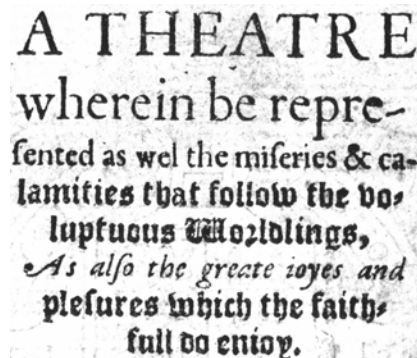 A THEATRE
wherein be repre-
ſented as wel the miſeries & ca-
lamities that follow the vo-
luptuous Worldlings,
As alſo the greate ioyes and
pleſures which the faith-
full do enioy.